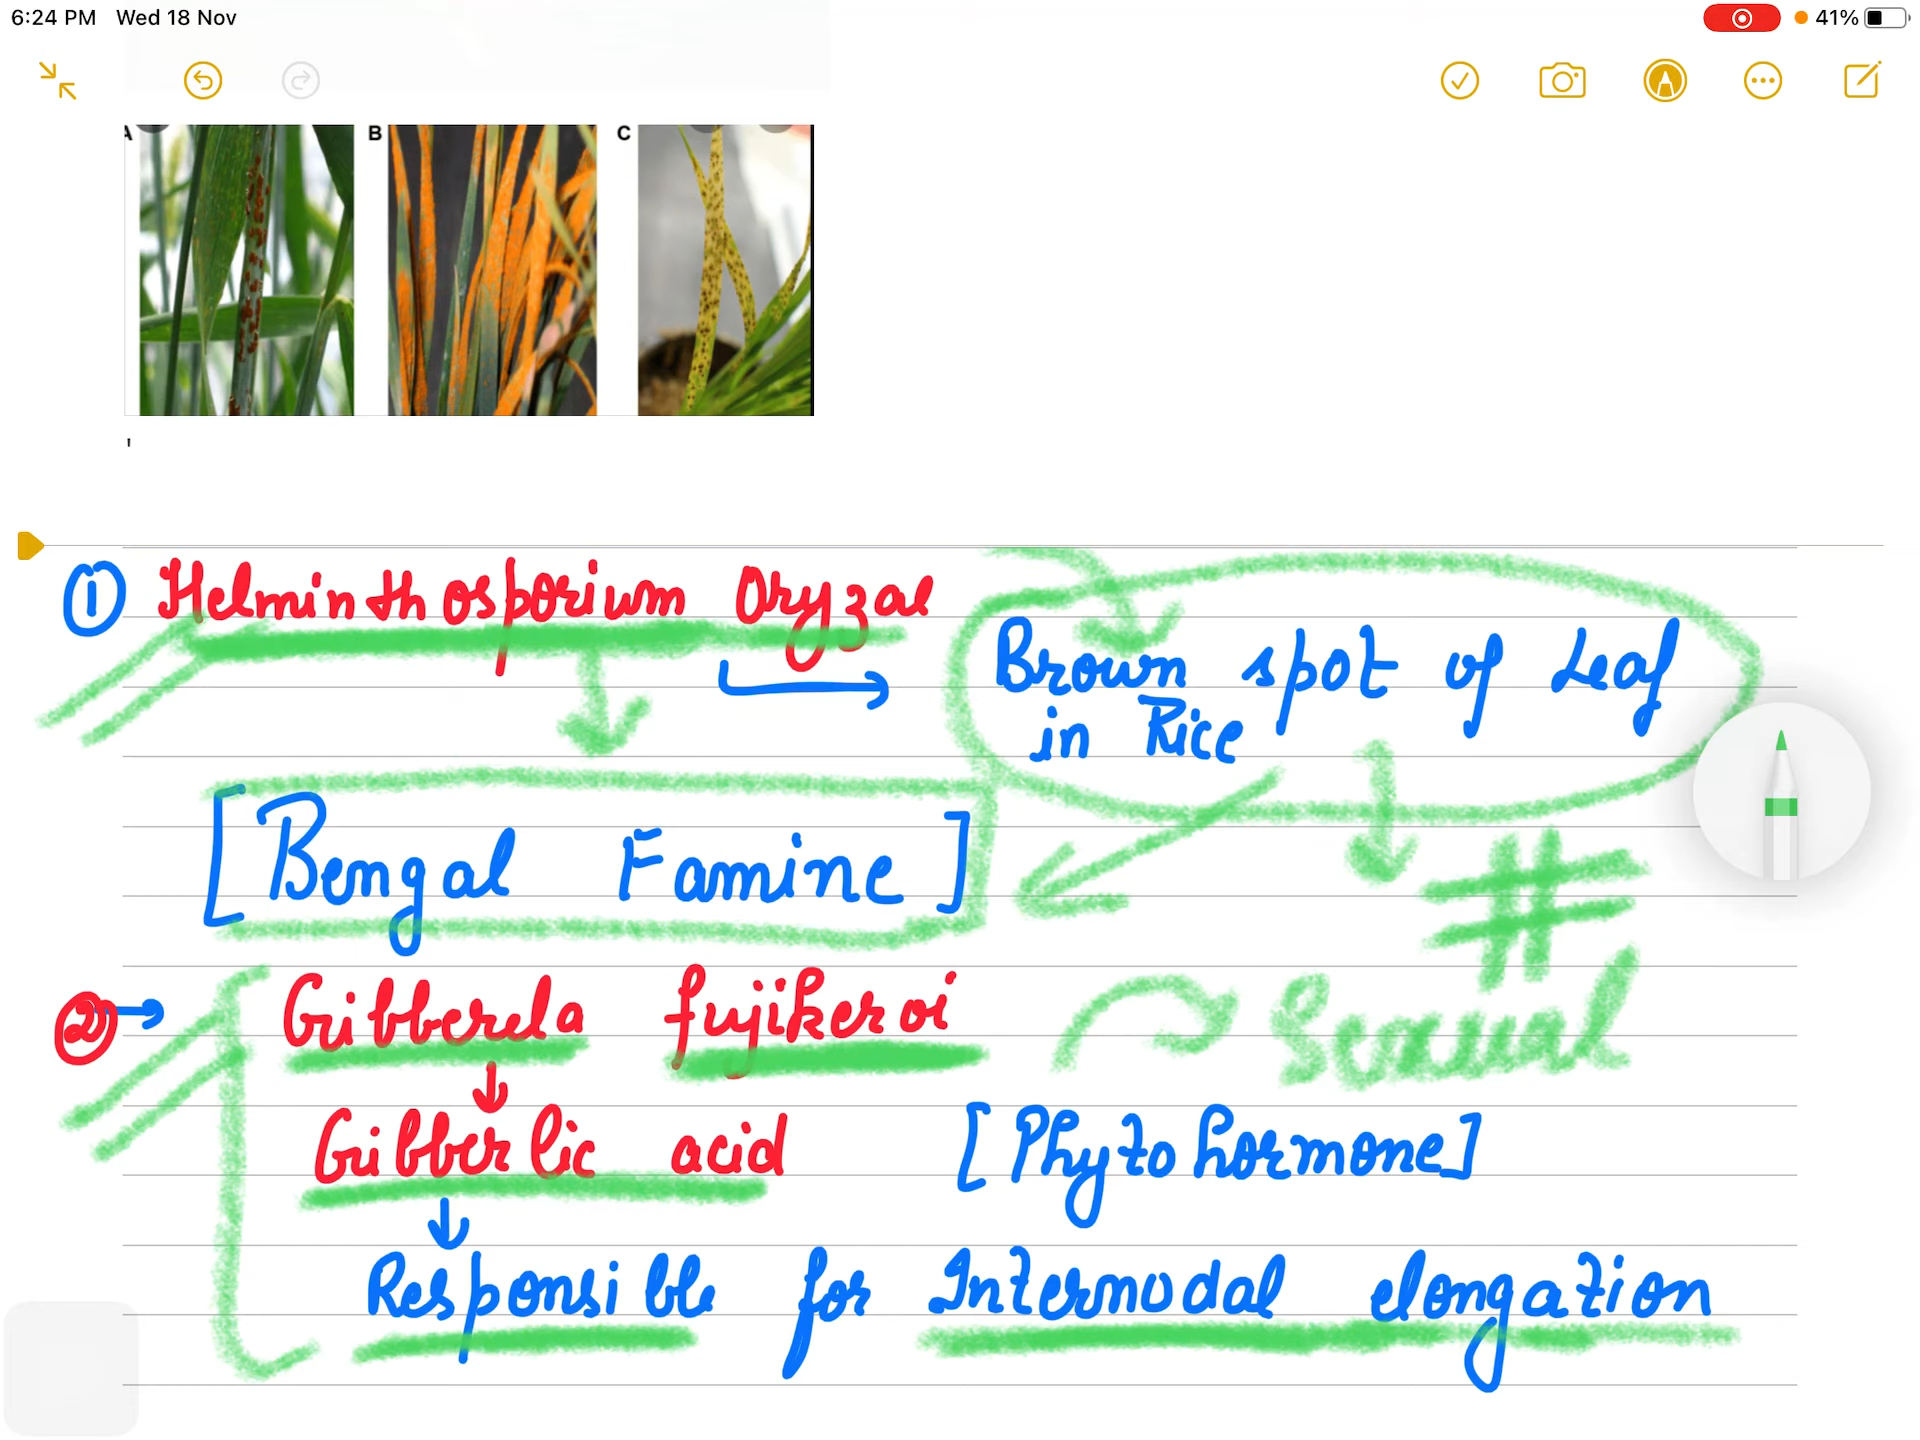 6:24 PM Wed 18 Nov 41%
A B C
① Helminthosporium Oryzae
Brown spot of Leaf
in Rice
[Bengal Famine]
#
② → Gibberela fujikeroi
Sexual
Gibberlic acid [Phytohormone]
Responsible for Internodal elongation